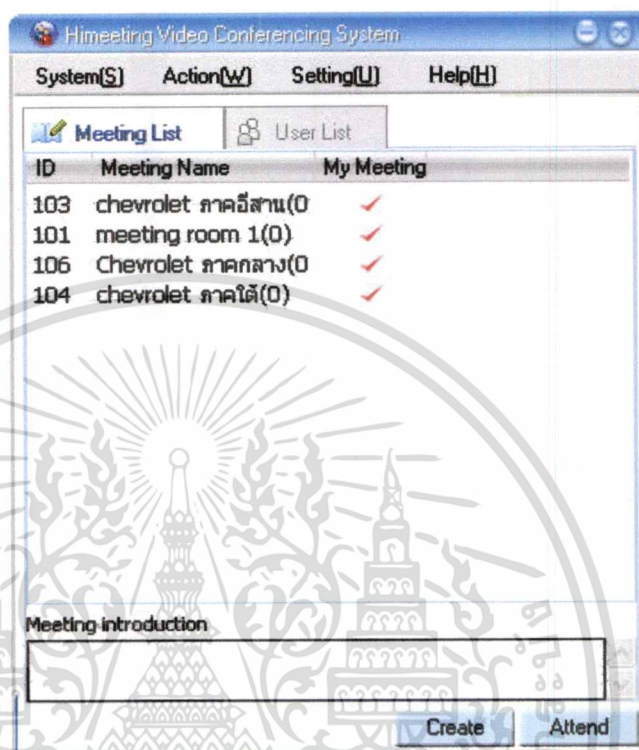 Himeeting Video Conferencing System
System(S) Action(W) Setting(U) Help(H)
Meeting List User List
ID Meeting Name My Meeting
103 chevrolet ภาคอีสาน(0
101 meeting room 1(0)
106 Chevrolet ภาคกลาง(0
104 chevrolet ภาคใต้(0)
Meeting introduction
Create Attend